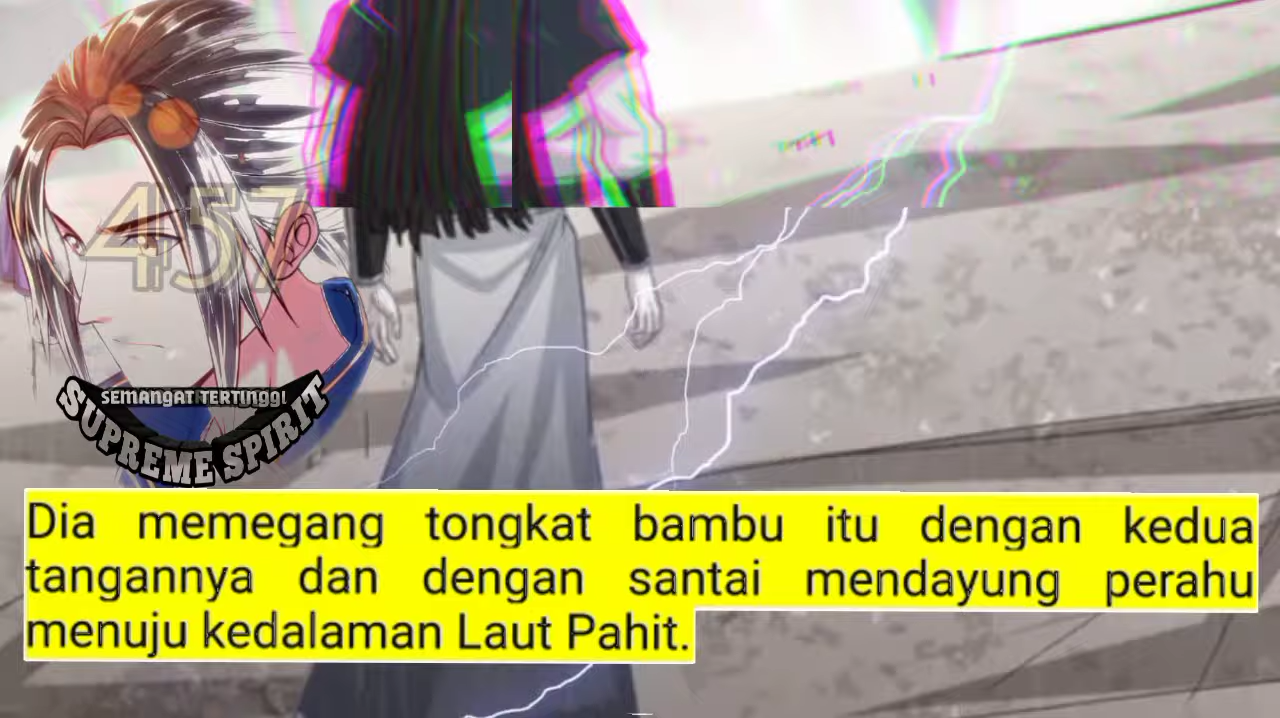 457
SEMANGAT TERTINGGI
SUPREME SPIRIT
Dia memegang tongkat bambu itu dengan kedua
tangannya dan dengan santai mendayung perahu
menuju kedalaman Laut Pahit.